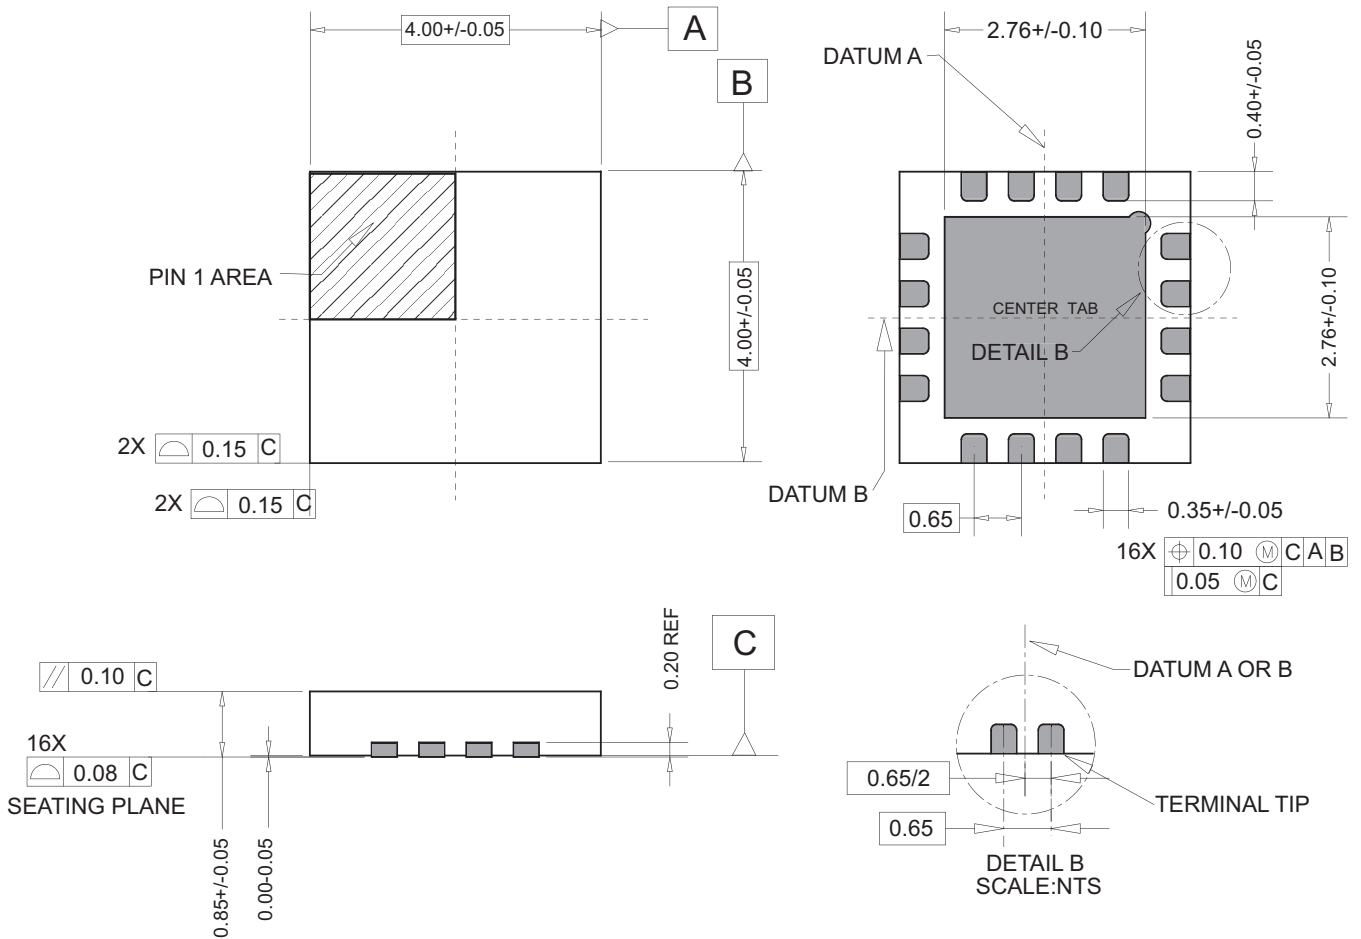 4.00+/-0.05
A
B
PIN 1 AREA
4.00+/-0.05
2X 0.15 C
2X 0.15 C
DATUM A
2.76+/-0.10
0.40+/-0.05
CENTER TAB
DETAIL B
2.76+/-0.10
DATUM B
0.65
0.35+/-0.05
16X ⌖ 0.10 Ⓜ C A B
0.05 Ⓜ C
// 0.10 C
16X
0.08 C
SEATING PLANE
0.85+/-0.05
0.00-0.05
0.20 REF
C
DATUM A OR B
0.65/2
0.65
TERMINAL TIP
DETAIL B
SCALE:NTS